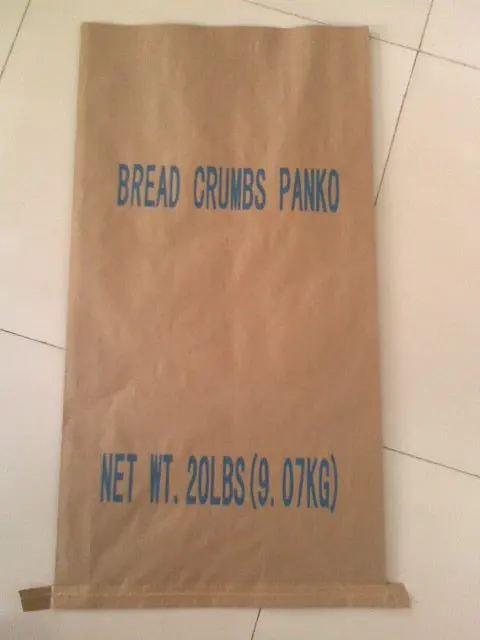 BREAD CRUMBS PANKO
NET WT. 20LBS(9.07KG)